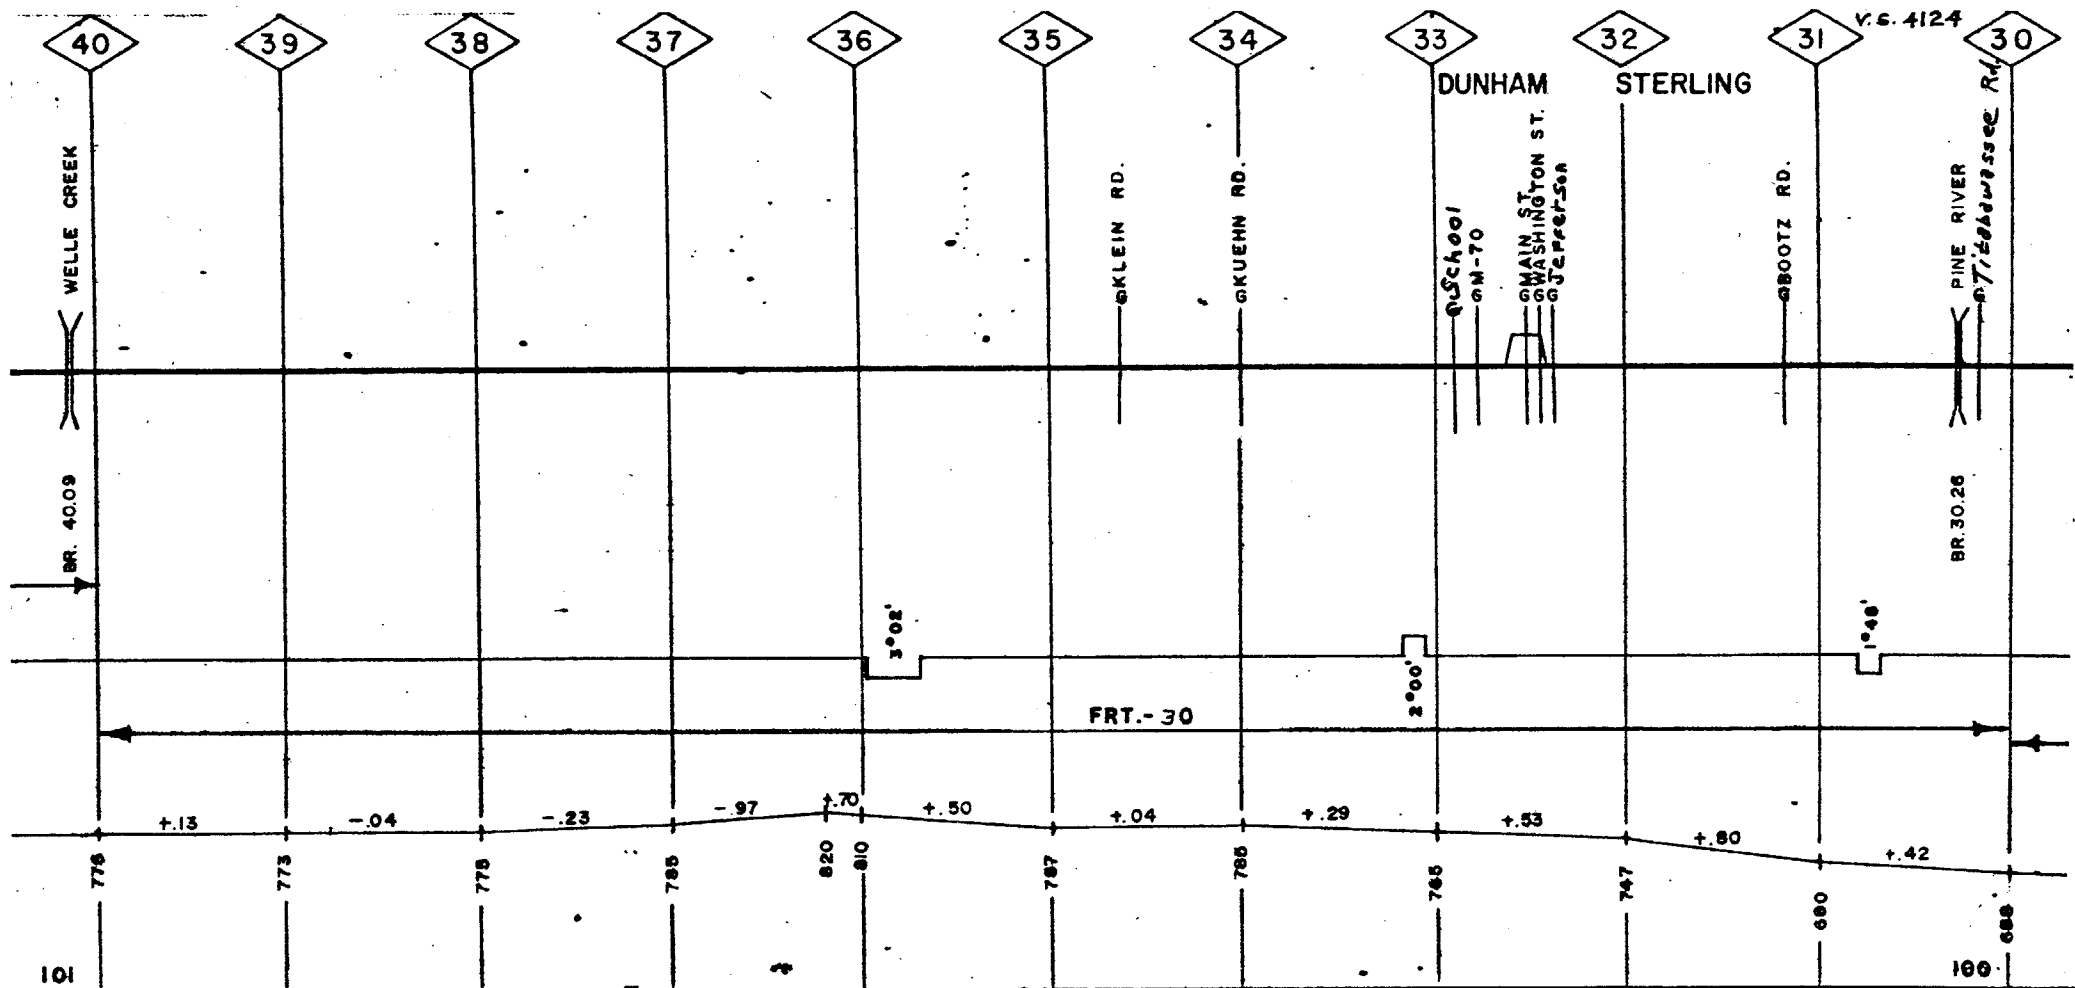 40 39 38 37 36 35 34 33 32 31 V.S. 4124 30
DUNHAM STERLING
WELLE CREEK
KLEIN RD.
KUEHN RD.
School
M-70
MAIN ST.
WASHINGTON ST.
Jefferson
BOOTZ RD.
PINE RIVER
Tittabawassee Rd.
BR. 40.09
BR. 30.26
3°02'
2°00'
1°48'
FRT.-30
+.13 -.04 -.23 -.97 +.70 +.50 +.04 +.29 +.53 +.80 +.42
776 773 775 785 820 810 787 785 765 747 688
101 100